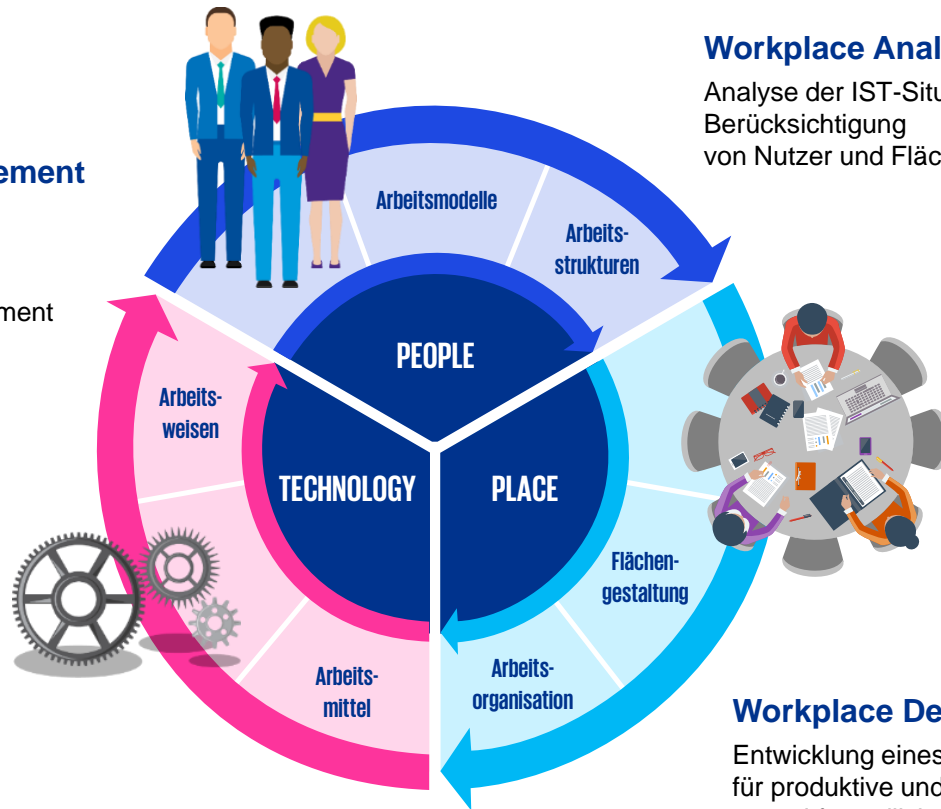 Workplace Anal
Analyse der IST-Situ
Berücksichtigung
von Nutzer und Fläc
ement
ment
Arbeitsmodelle
Arbeits-
strukturen
PEOPLE
Arbeits-
weisen
TECHNOLOGY
PLACE
Flächen-
gestaltung
Arbeits-
mittel
Arbeits-
organisation
Workplace De
Entwicklung eines
für produktive und